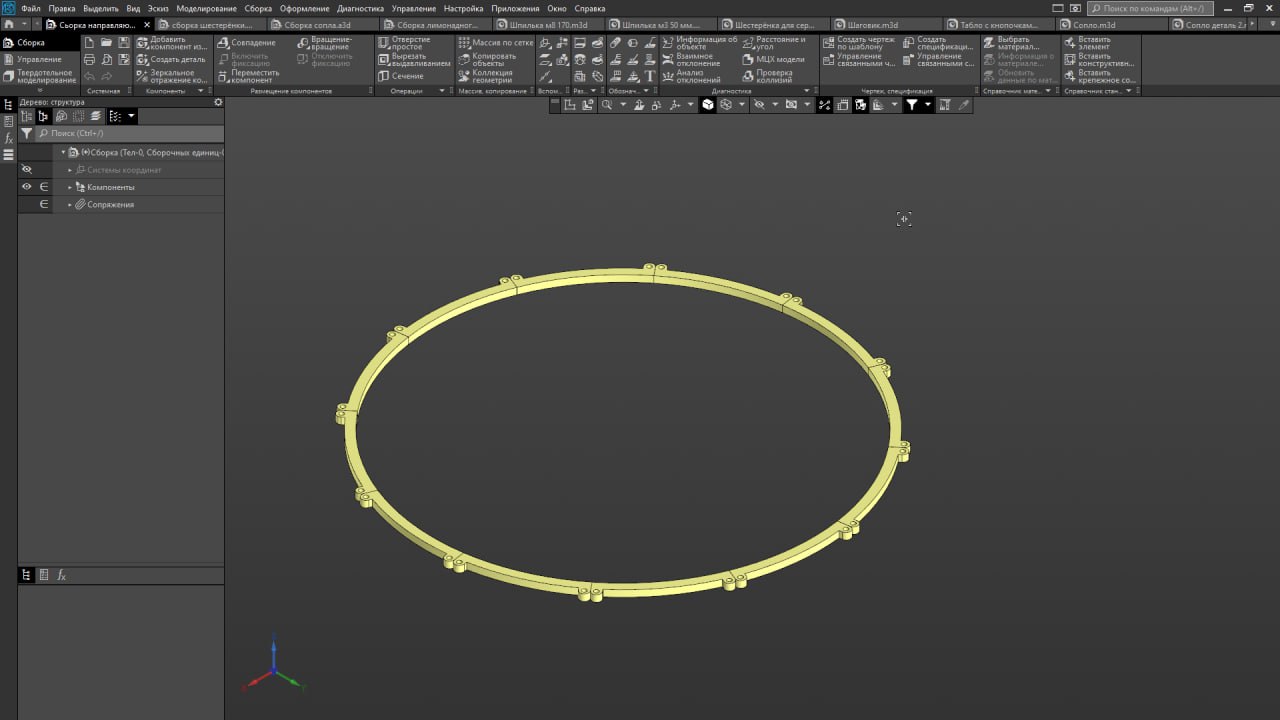 Файл Правка Выделить Вид Эскиз Моделирование Сборка Оформление Диагностика Управление Настройка Приложения Окно Справка
Поиск по командам (Alt+/)
Сборка направляю... сборка шестерёнки.... Сборка сопла.a3d Сборка лимонадног... Шпилька м8 170.m3d Шпилька м3 50 мм.... Шестерёнка для сер... Шаговик.m3d Табло с кнопочкам... Сопло.m3d Сопло деталь 2.
Сборка
Управление
Твердотельное моделирование
Системная
Добавить компонент из...
Создать деталь
Зеркальное отражение ко...
Компоненты
Совпадение
Включить фиксацию
Переместить компонент
Вращение-вращение
Отключить фиксацию
Размещение компонентов
Отверстие простое
Вырезать выдавливанием
Сечение
Операции
Массив по сетке
Копировать объекты
Коллекция геометрии
Массив, копирование
Вспом...
Раз...
Обознач...
Информация об объекте
Взаимное отклонений
Анализ отклонений
Расстояние и угол
МЦХ модели
Проверка коллизий
Диагностика
Создать чертеж по шаблону
Управление связанными ч...
Создать спецификаци...
Управление связанными с...
Чертеж, спецификация
Выбрать материал...
Информация о материале...
Обновить данные по мат...
Справочник мате...
Вставить элемент
Вставить конструктивн...
Вставить крепежное со...
Справочник стан...
Дерево: структура
Поиск (Ctrl+/)
Сборка (Тел-0, Сборочных единиц-
Системы координат
Компоненты
Сопряжения